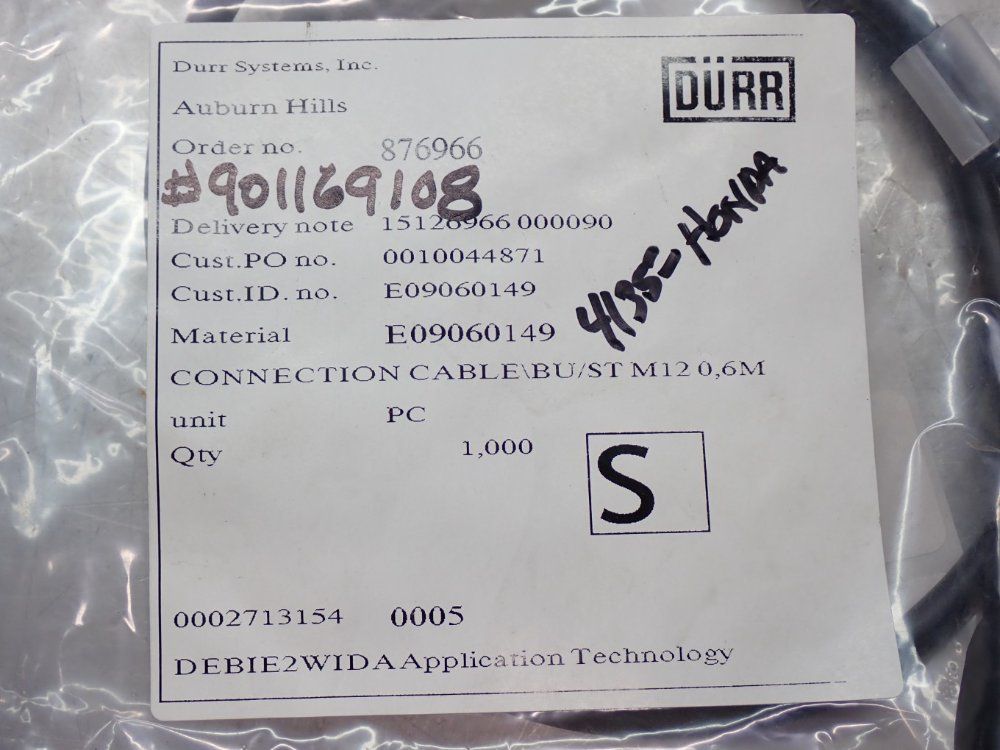 Durr Systems, Inc.
DÜRR
Auburn Hills
Order no. 876966
#901169108
Delivery note 15126966 000090
Cust.PO no. 0010044871
Cust.ID. no. E09060149
4135-HONDA
Material E09060149
CONNECTION CABLE\BU/ST M12 0,6M
unit PC
Qty 1,000
S
0002713154 0005
DEBIE2WIDA Application Technology